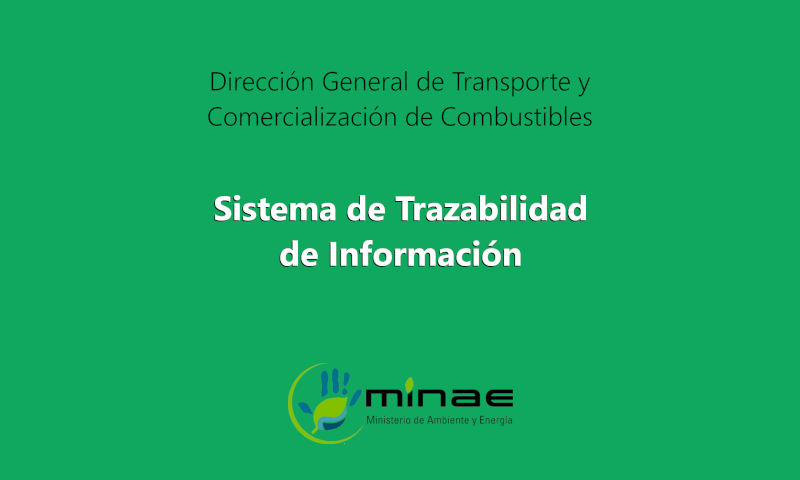 Dirección General de Transporte y
Comercialización de Combustibles
Sistema de Trazabilidad
de Información
minae
Ministerio de Ambiente y Energía